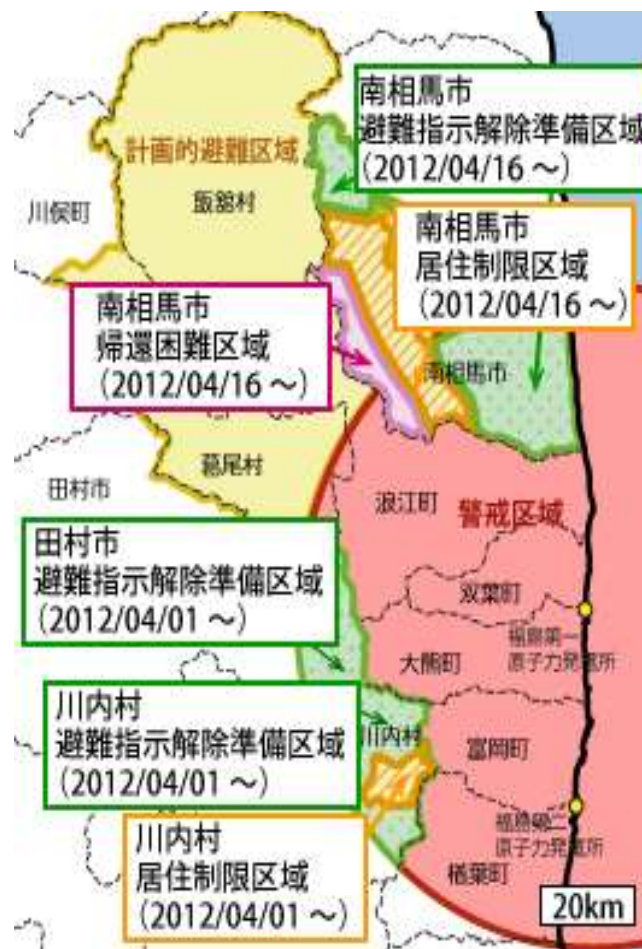 南相馬市
避難指示解除準備区域
(2012/04/16 ～)
計画的避難区域
飯舘村
川俣町
南相馬市
居住制限区域
(2012/04/16 ～)
南相馬市
帰還困難区域
(2012/04/16 ～)
南相馬市
葛尾村
田村市
浪江町
警戒区域
田村市
避難指示解除準備区域
(2012/04/01 ～)
双葉町
福島第一
原子力発電所
大熊町
川内村
避難指示解除準備区域
(2012/04/01 ～)
川内村
富岡町
福島第二
原子力発電所
川内村
居住制限区域
(2012/04/01 ～)
楢葉町
20km